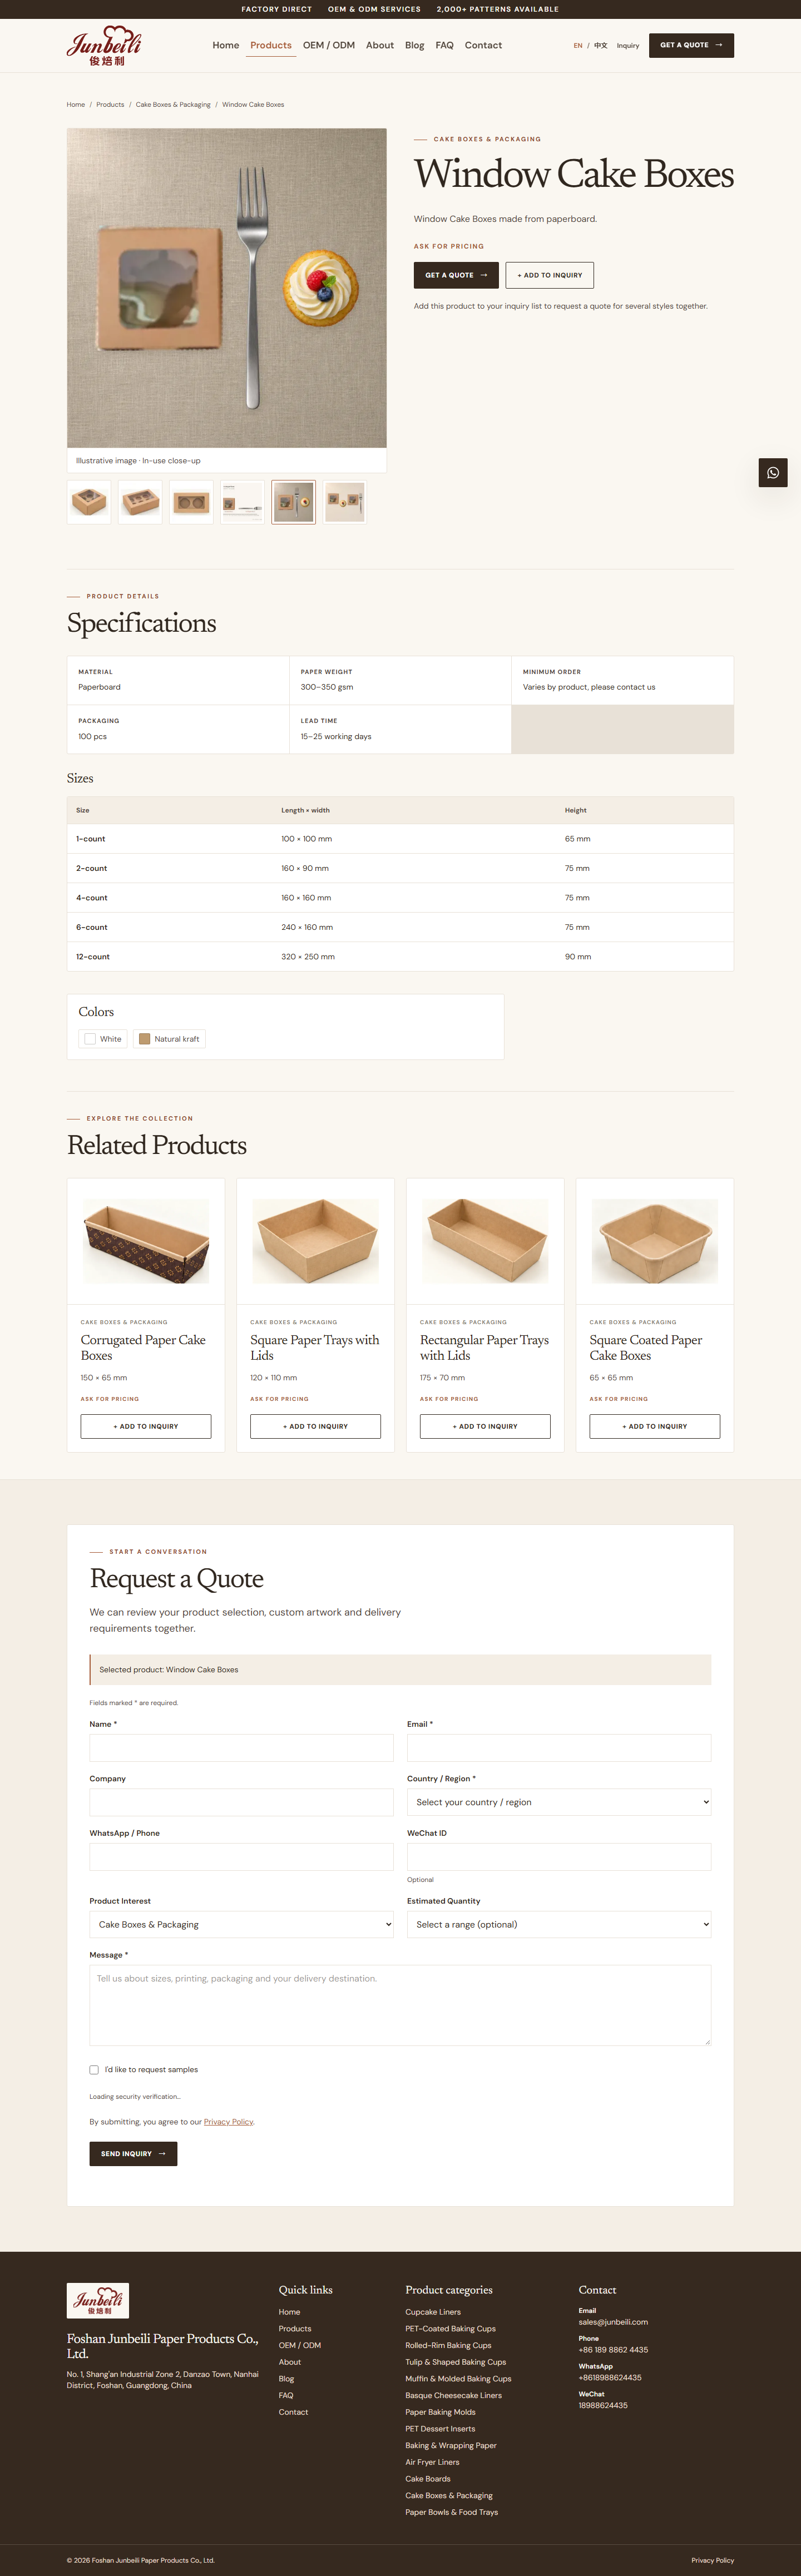 FACTORY DIRECT OEM & ODM SERVICES 2,000+ PATTERNS AVAILABLE
Junbeili
俊焙利
Home Products OEM / ODM About Blog FAQ Contact
EN / 中文 Inquiry GET A QUOTE →
Home / Products / Cake Boxes & Packaging / Window Cake Boxes
CAKE BOXES & PACKAGING
Window Cake Boxes
Window Cake Boxes made from paperboard.
ASK FOR PRICING
GET A QUOTE → + ADD TO INQUIRY
Add this product to your inquiry list to request a quote for several styles together.
Illustrative image · In-use close-up
PRODUCT DETAILS
Specifications
MATERIAL
Paperboard
PAPER WEIGHT
300–350 gsm
MINIMUM ORDER
Varies by product, please contact us
PACKAGING
100 pcs
LEAD TIME
15–25 working days
Sizes
Size Length × width Height
1-count 100 × 100 mm 65 mm
2-count 160 × 90 mm 75 mm
4-count 160 × 160 mm 75 mm
6-count 240 × 160 mm 75 mm
12-count 320 × 250 mm 90 mm
Colors
White Natural kraft
EXPLORE THE COLLECTION
Related Products
CAKE BOXES & PACKAGING
Corrugated Paper Cake
Boxes
150 × 65 mm
ASK FOR PRICING
+ ADD TO INQUIRY
CAKE BOXES & PACKAGING
Square Paper Trays with
Lids
120 × 110 mm
ASK FOR PRICING
+ ADD TO INQUIRY
CAKE BOXES & PACKAGING
Rectangular Paper Trays
with Lids
175 × 70 mm
ASK FOR PRICING
+ ADD TO INQUIRY
CAKE BOXES & PACKAGING
Square Coated Paper
Cake Boxes
65 × 65 mm
ASK FOR PRICING
+ ADD TO INQUIRY
START A CONVERSATION
Request a Quote
We can review your product selection, custom artwork and delivery
requirements together.
Selected product: Window Cake Boxes
Fields marked * are required.
Name * Email *
Company Country / Region *
Select your country / region
WhatsApp / Phone WeChat ID
Optional
Product Interest Estimated Quantity
Cake Boxes & Packaging Select a range (optional)
Message *
Tell us about sizes, printing, packaging and your delivery destination.
I'd like to request samples
Loading security verification…
By submitting, you agree to our Privacy Policy.
SEND INQUIRY →
Junbeili
俊焙利
Foshan Junbeili Paper Products Co.,
Ltd.
No. 1, Shang'an Industrial Zone 2, Danzao Town, Nanhai
District, Foshan, Guangdong, China
Quick links
Home
Products
OEM / ODM
About
Blog
FAQ
Contact
Product categories
Cupcake Liners
PET-Coated Baking Cups
Rolled-Rim Baking Cups
Tulip & Shaped Baking Cups
Muffin & Molded Baking Cups
Basque Cheesecake Liners
Paper Baking Molds
PET Dessert Inserts
Baking & Wrapping Paper
Air Fryer Liners
Cake Boards
Cake Boxes & Packaging
Paper Bowls & Food Trays
Contact
Email
sales@junbeili.com
Phone
+86 189 8862 4435
WhatsApp
+8618988624435
WeChat
18988624435
© 2026 Foshan Junbeili Paper Products Co., Ltd. Privacy Policy